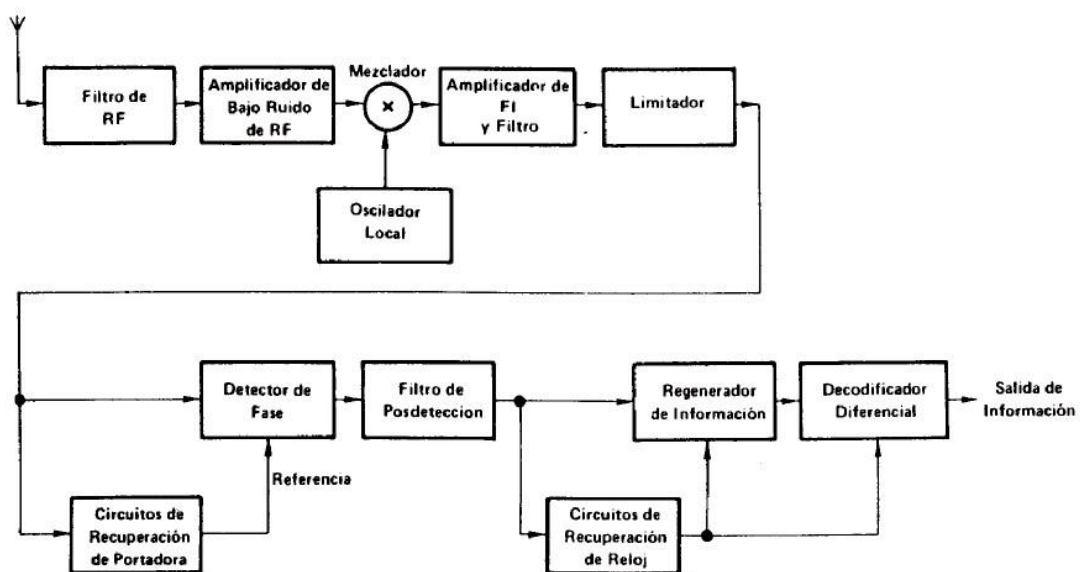 Filtro de
RF
Amplificador de
Bajo Ruido
de RF
Mezclador
×
Amplificador de
FI
y Filtro
Limitador
Oscilador
Local
Detector de
Fase
Filtro de
Posdeteccion
Regenerador
de Información
Decodificador
Diferencial
Salida de
Información
Referencia
Circuitos de
Recuperación
de Portadora
Circuitos de
Recuperación
de Reloj